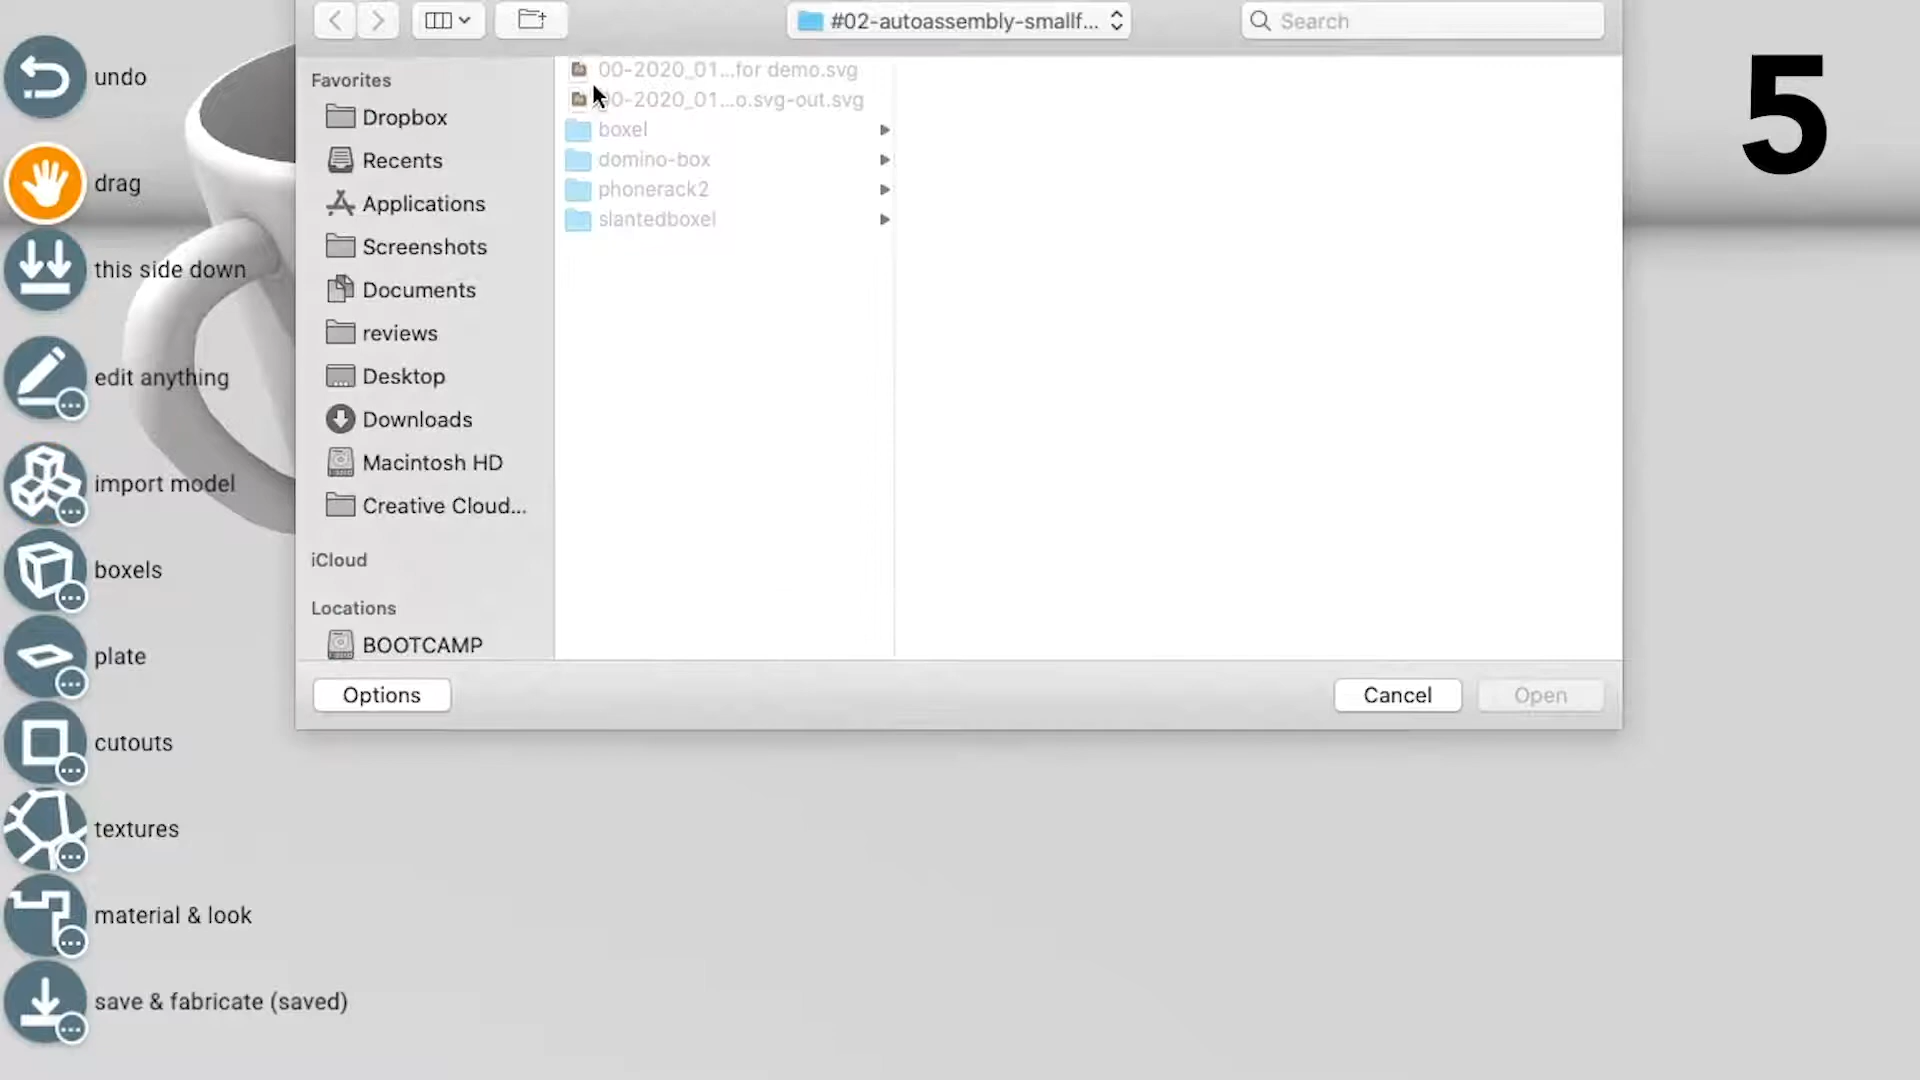 #02-autoassembly-smallf...
Search
5
undo
drag
this side down
edit anything
import model
boxels
plate
cutouts
textures
material & look
save & fabricate (saved)
Favorites
Dropbox
Recents
Applications
Screenshots
Documents
reviews
Desktop
Downloads
Macintosh HD
Creative Cloud...
iCloud
Locations
BOOTCAMP
00-2020_01...for demo.svg
00-2020_01...o.svg-out.svg
boxel
domino-box
phonerack2
slantedboxel
Options
Cancel
Open